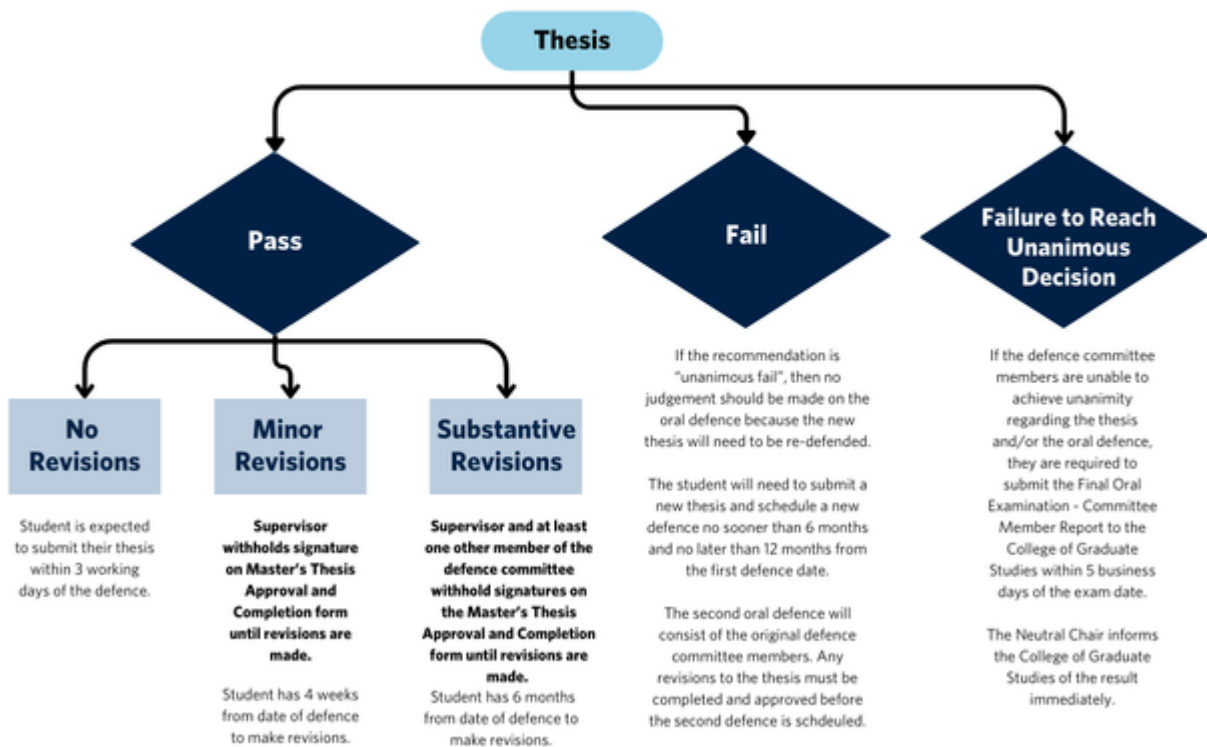 Thesis
Pass
Fail
Failure to Reach
Unanimous
Decision
No
Revisions
Student is expected
to submit their thesis
within 3 working
days of the defence.
Minor
Revisions
Supervisor
withholds signature
on Master's Thesis
Approval and
Completion form
until revisions are
made.
Student has 4 weeks
from date of defence
to make revisions.
Substantive
Revisions
Supervisor and at least
one other member of the
defence committee
withhold signatures on
the Master's Thesis
Approval and Completion
form until revisions are
made.
Student has 6 months
from date of defence to
make revisions.
If the recommendation is
"unanimous fail", then no
judgement should be made on the
oral defence because the new
thesis will need to be re-defended.
The student will need to submit a
new thesis and schedule a new
defence no sooner than 6 months
and no later than 12 months from
the first defence date.
The second oral defence will
consist of the original defence
committee members. Any
revisions to the thesis must be
completed and approved before
the second defence is schdeuled.
If the defence committee
members are unable to
achieve unanimity
regarding the thesis
and/or the oral defence,
they are required to
submit the Final Oral
Examination - Committee
Member Report to the
College of Graduate
Studies within 5 business
days of the exam date.
The Neutral Chair informs
the College of Graduate
Studies of the result
immediately.